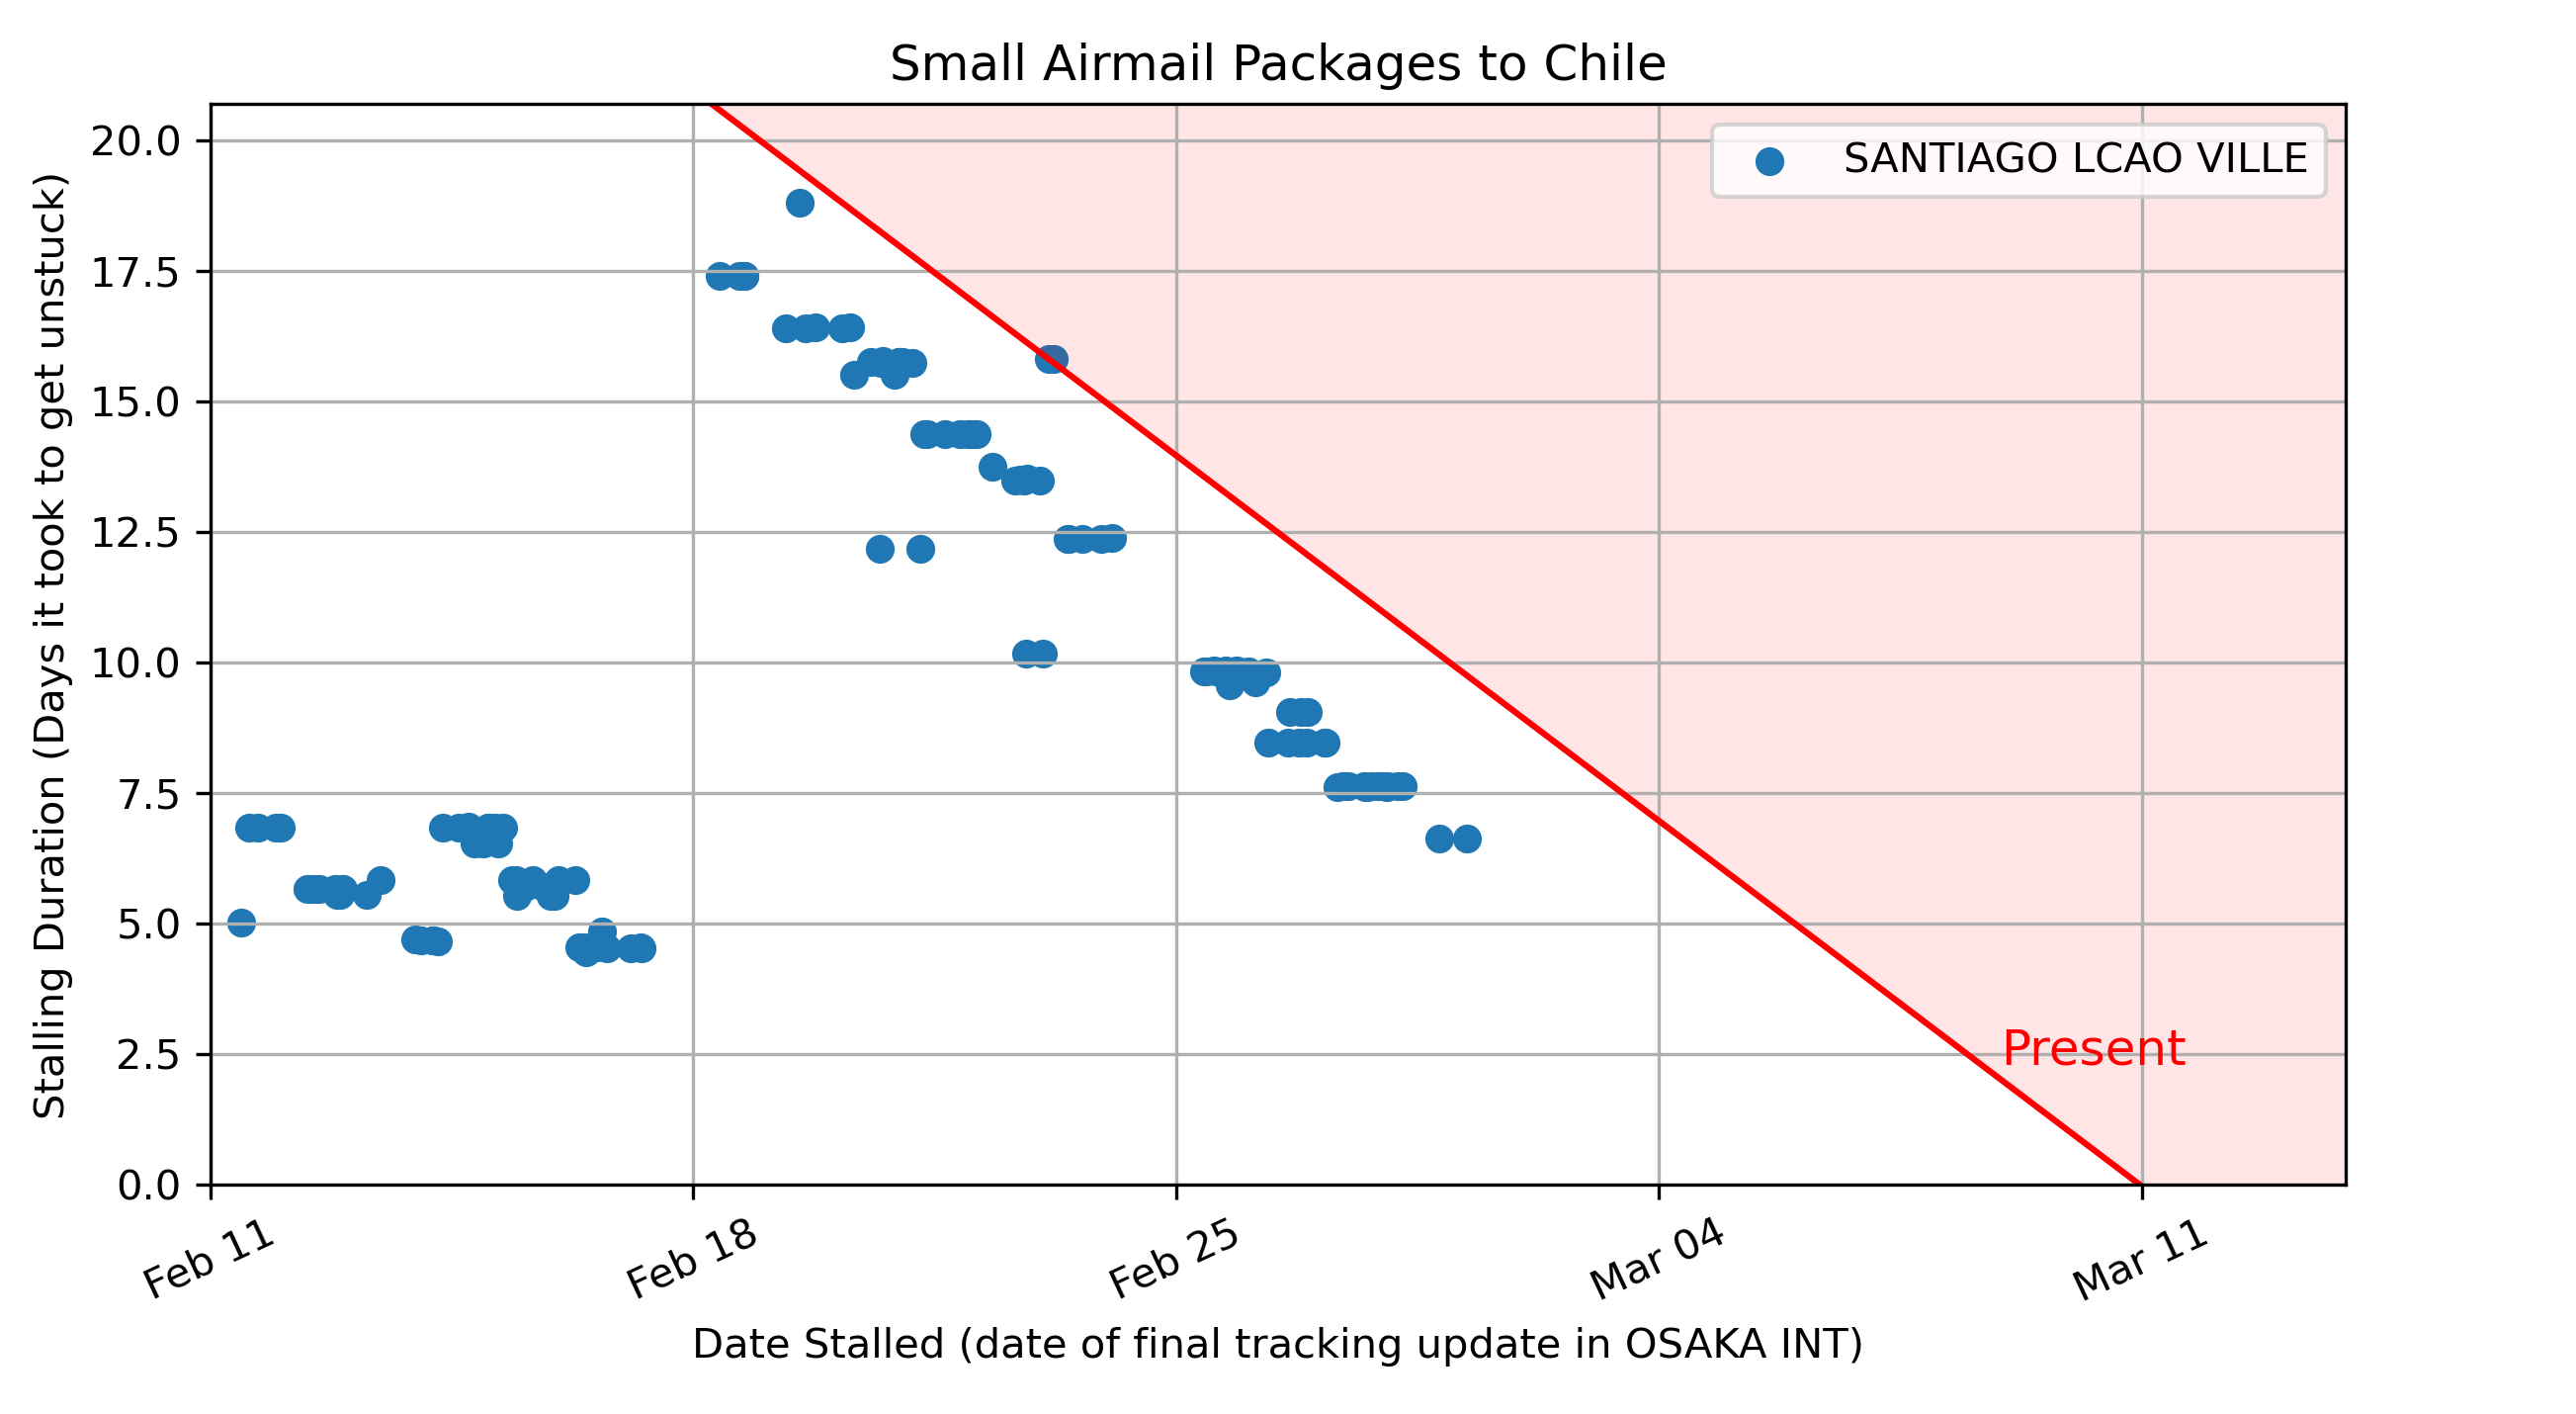 Small Airmail Packages to Chile
SANTIAGO LCAO VILLE
Stalling Duration (Days it took to get unstuck)
20.0
17.5
15.0
12.5
10.0
7.5
5.0
2.5
0.0
Present
Feb 11
Feb 18
Feb 25
Mar 04
Mar 11
Date Stalled (date of final tracking update in OSAKA INT)